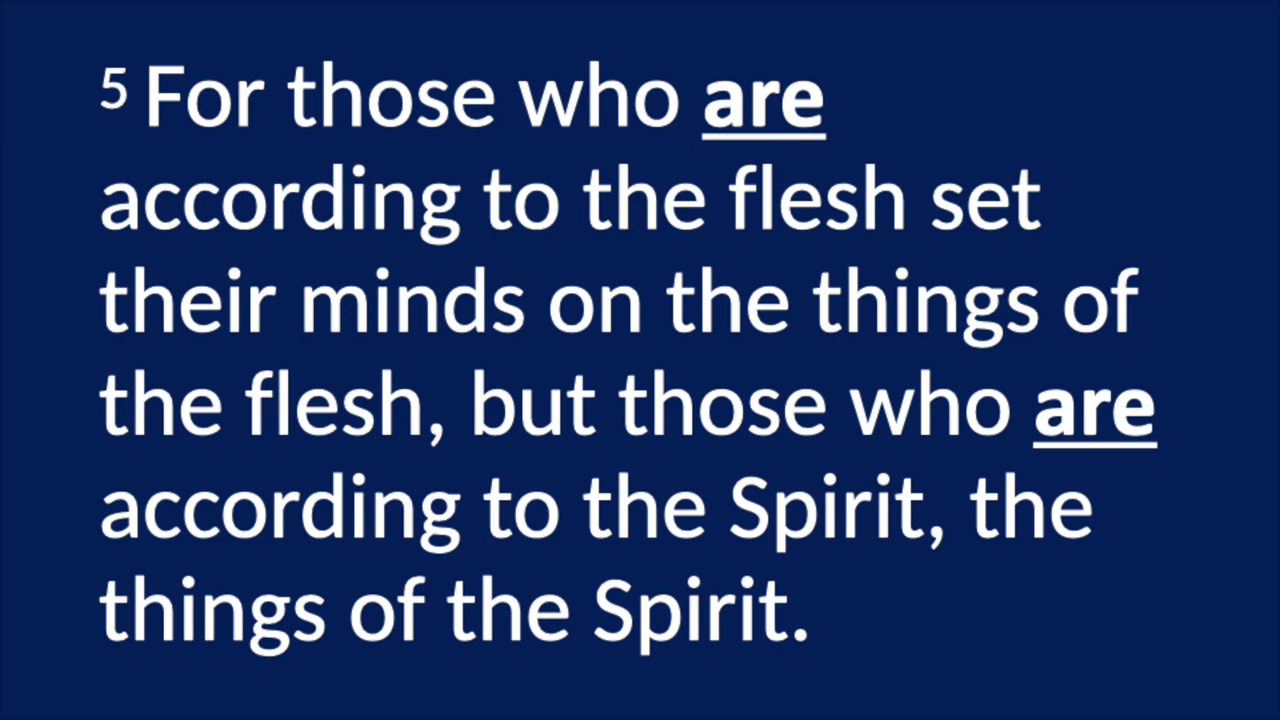 5 For those who are
according to the flesh set
their minds on the things of
the flesh, but those who are
according to the Spirit, the
things of the Spirit.